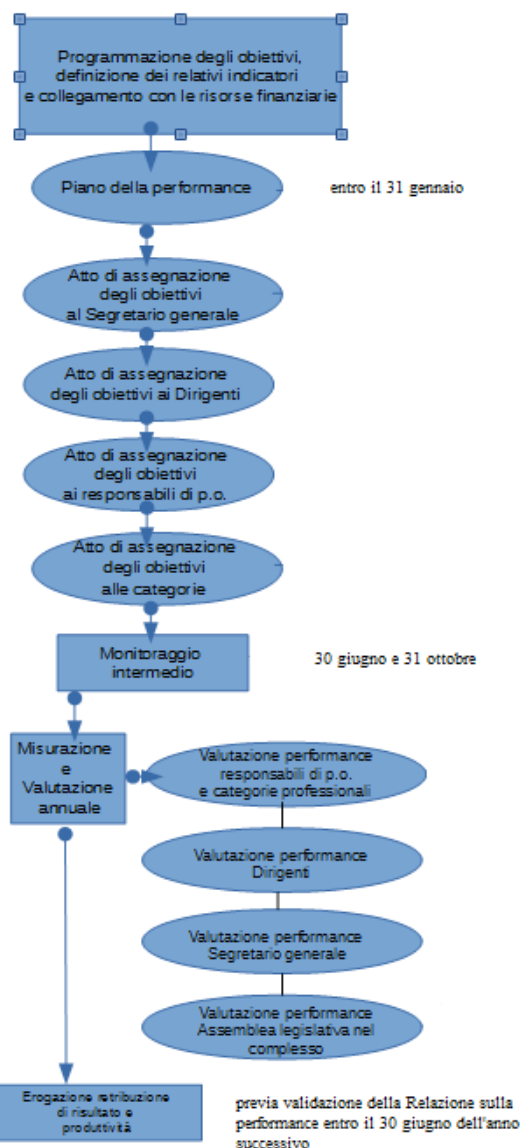 Programmazione degli obiettivi,
definizione dei relativi indicatori
e collegamento con le risorse finanziarie
Piano della performance
entro il 31 gennaio
Atto di assegnazione
degli obiettivi
al Segretario generale
Atto di assegnazione
degli obiettivi ai Dirigenti
Atto di assegnazione
degli obiettivi
ai responsabili di p.o.
Atto di assegnazione
degli obiettivi
alle categorie
Monitoraggio
intermedio
30 giugno e 31 ottobre
Misurazione
e
Valutazione
annuale
Valutazione performance
responsabili di p.o.
e categorie professionali
Valutazione performance
Dirigenti
Valutazione performance
Segretario generale
Valutazione performance
Assemblea legislativa nel
complesso
Erogazione retribuzione
di risultato e
produttività
previa validazione della Relazione sulla
performance entro il 30 giugno dell'anno
successivo